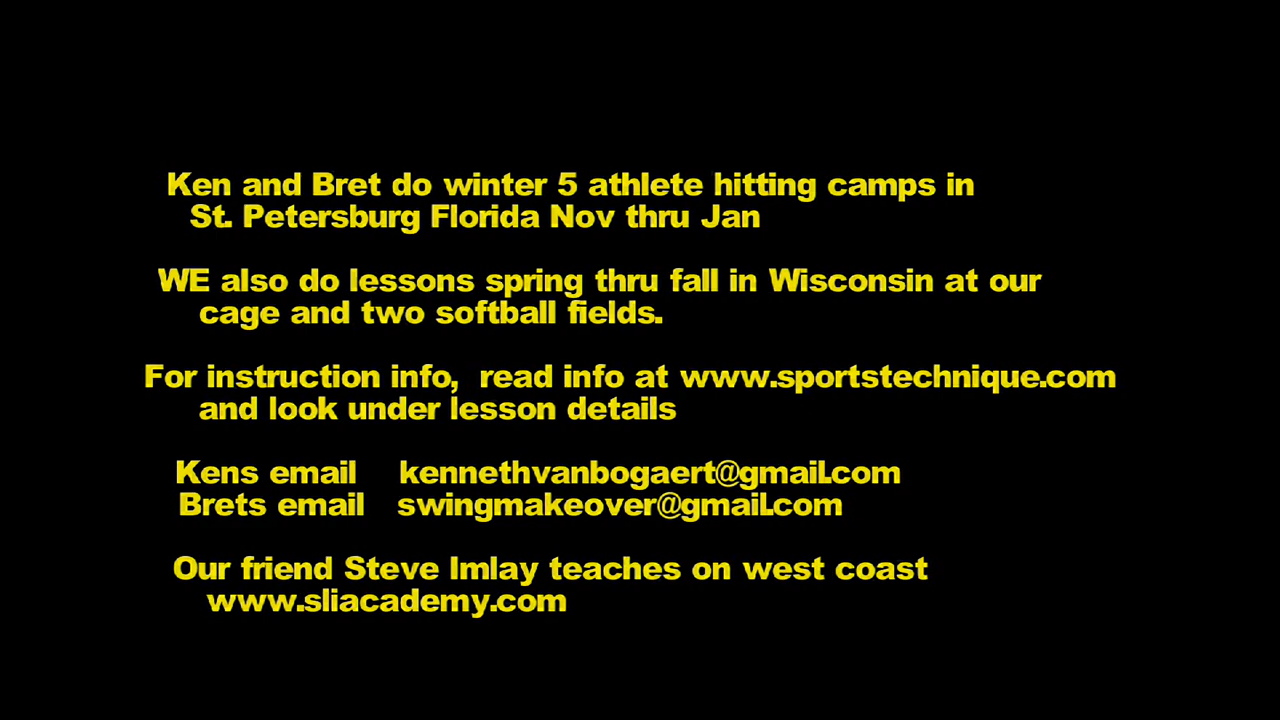 Ken and Bret do winter 5 athlete hitting camps in
St. Petersburg Florida Nov thru Jan
WE also do lessons spring thru fall in Wisconsin at our
cage and two softball fields.
For instruction info,  read info at www.sportstechnique.com
and look under lesson details
Kens email    kennethvanbogaert@gmail.com
Brets email   swingmakeover@gmail.com
Our friend Steve Imlay teaches on west coast
www.sliacademy.com